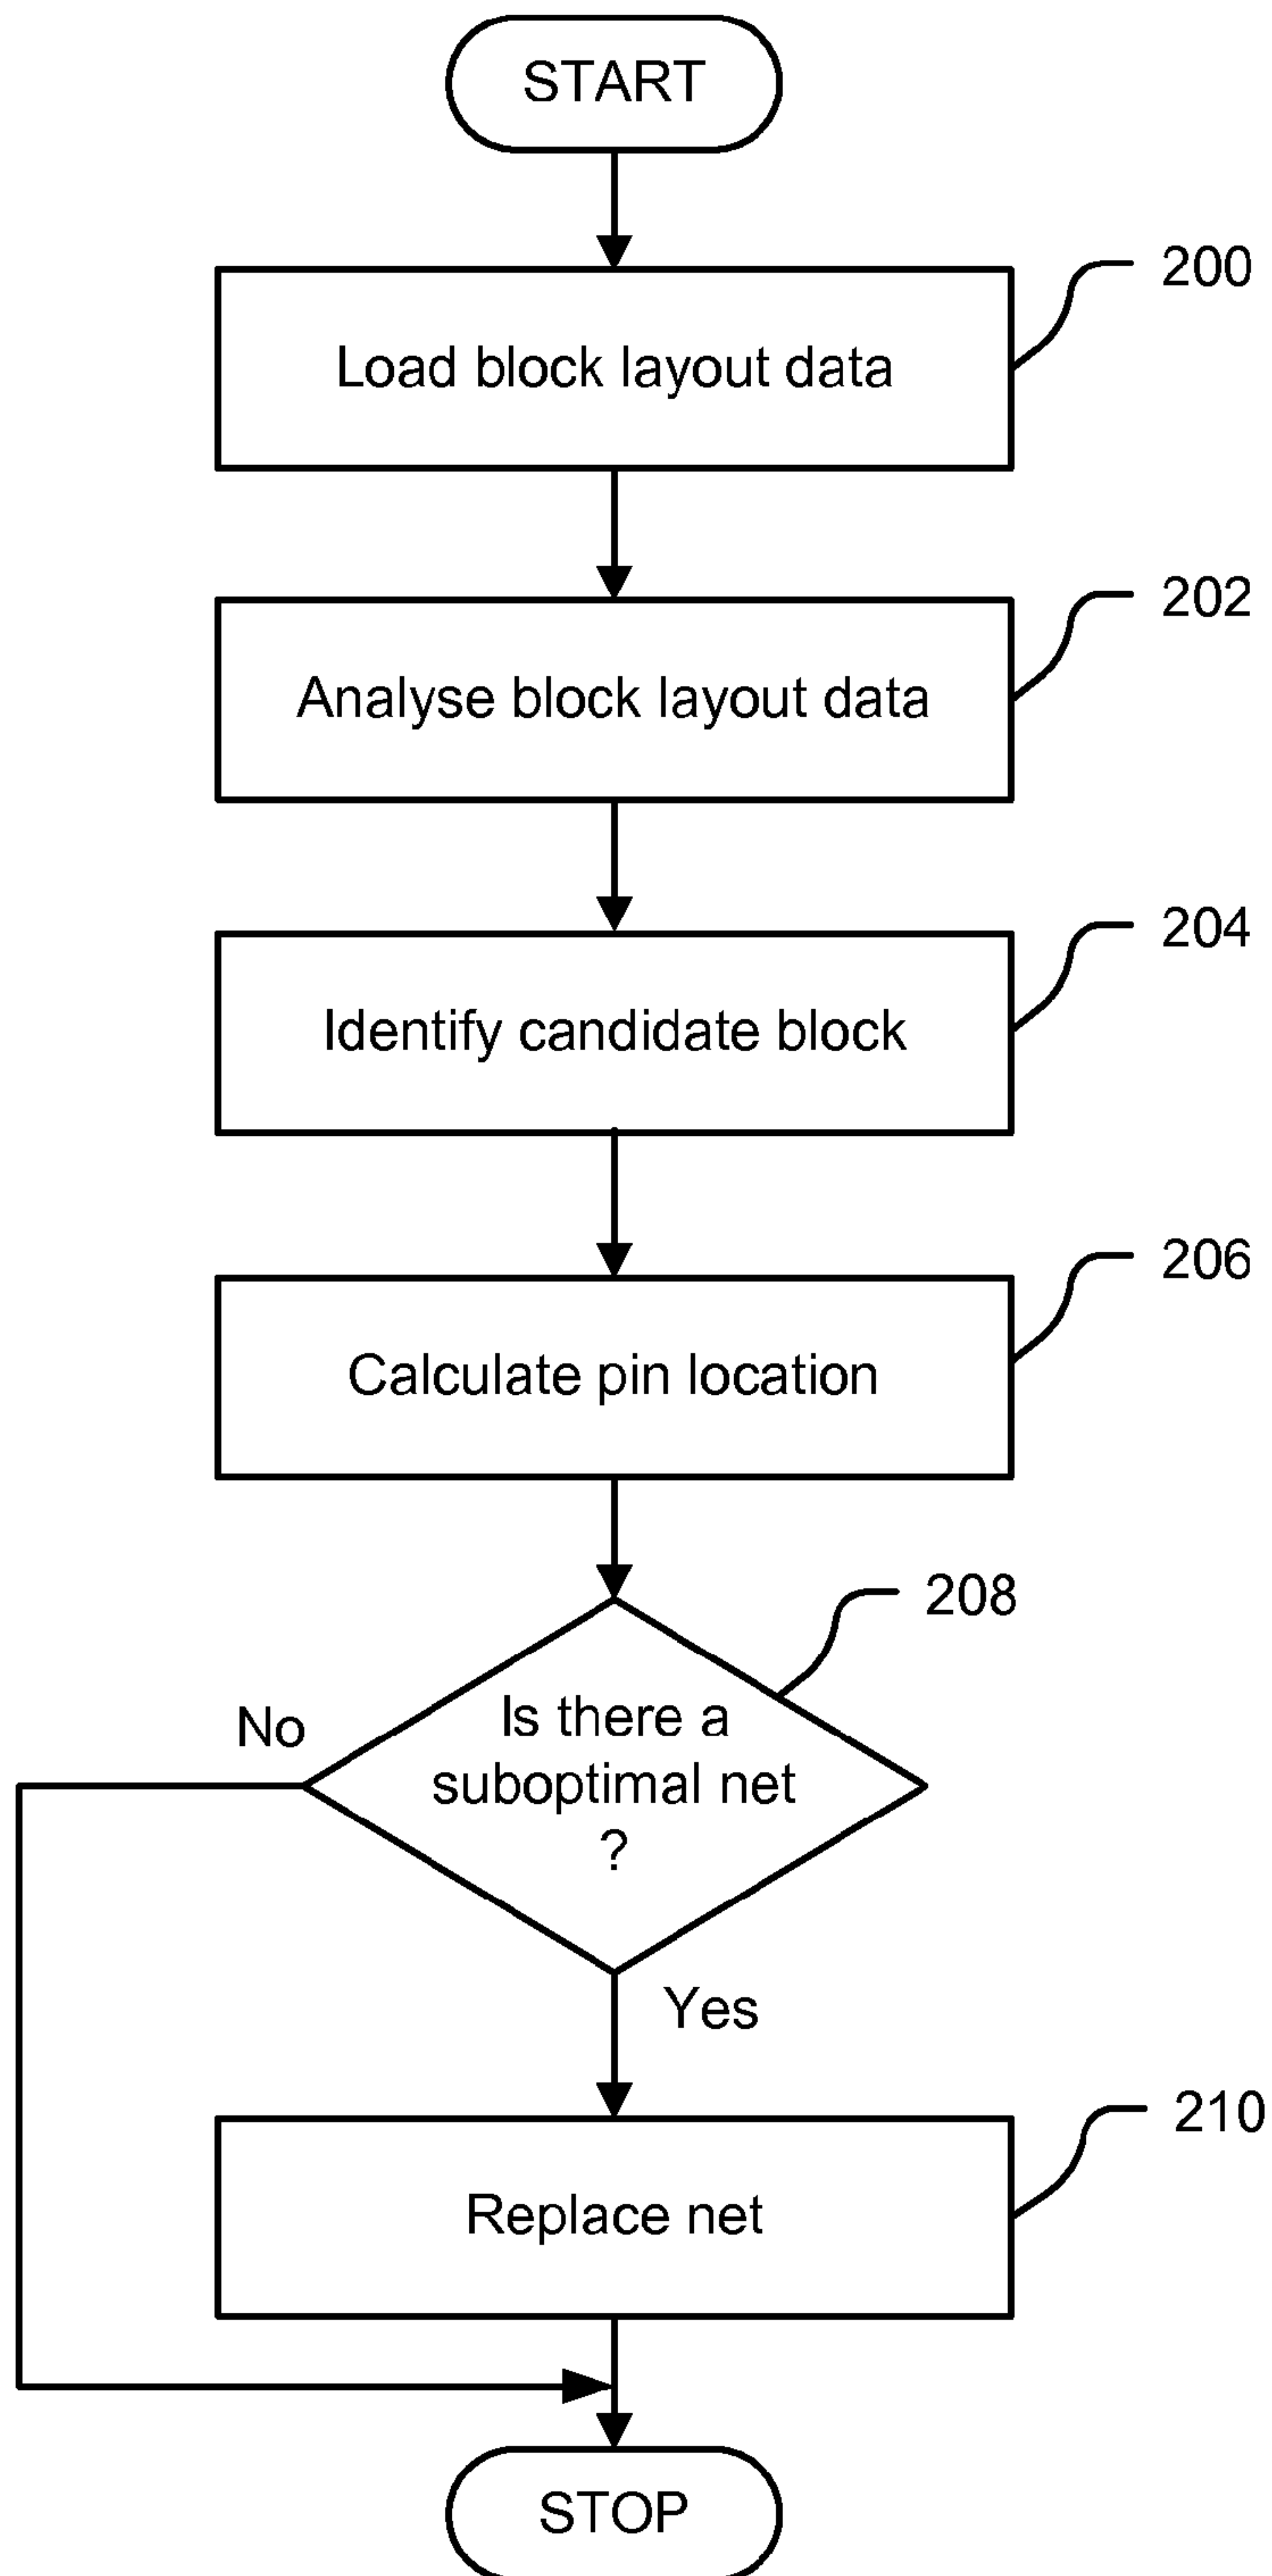 START
200
Load block layout data
202
Analyse block layout data
204
Identify candidate block
206
Calculate pin location
208
Is there a
suboptimal net
?
No
Yes
210
Replace net
STOP